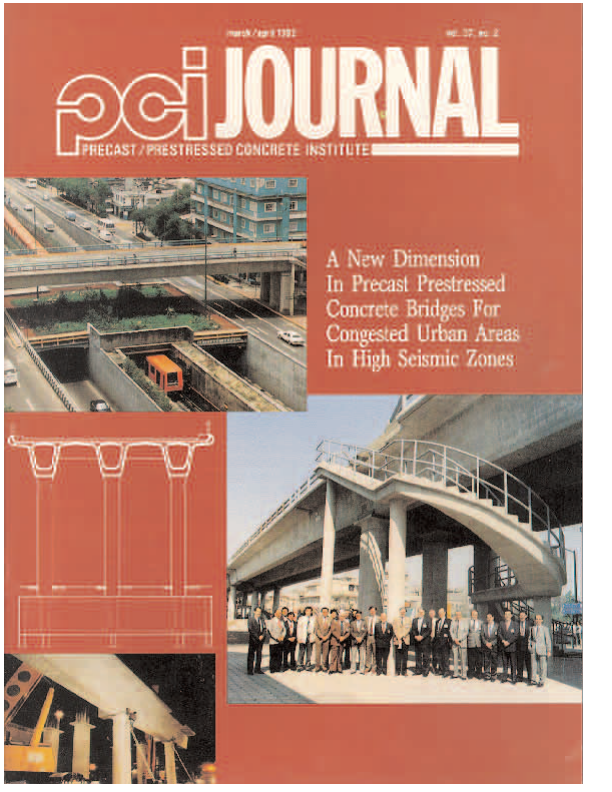 march/april 1992 vol. 37, no. 2
pci JOURNAL
PRECAST/PRESTRESSED CONCRETE INSTITUTE
A New Dimension
In Precast Prestressed
Concrete Bridges For
Congested Urban Areas
In High Seismic Zones